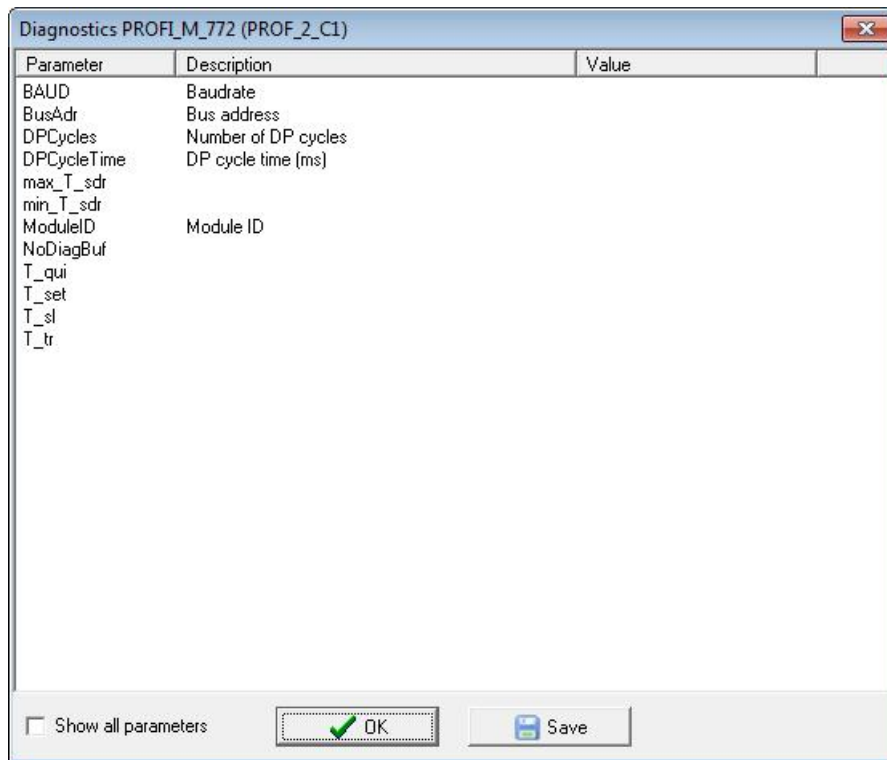 Diagnostics PROFI_M_772 (PROF_2_C1)
Parameter Description Value
BAUD Baudrate
BusAdr Bus address
DPCycles Number of DP cycles
DPCycleTime DP cycle time (ms)
max_T_sdr
min_T_sdr
ModuleID Module ID
NoDiagBuf
T_qui
T_set
T_sl
T_tr
Show all parameters OK Save